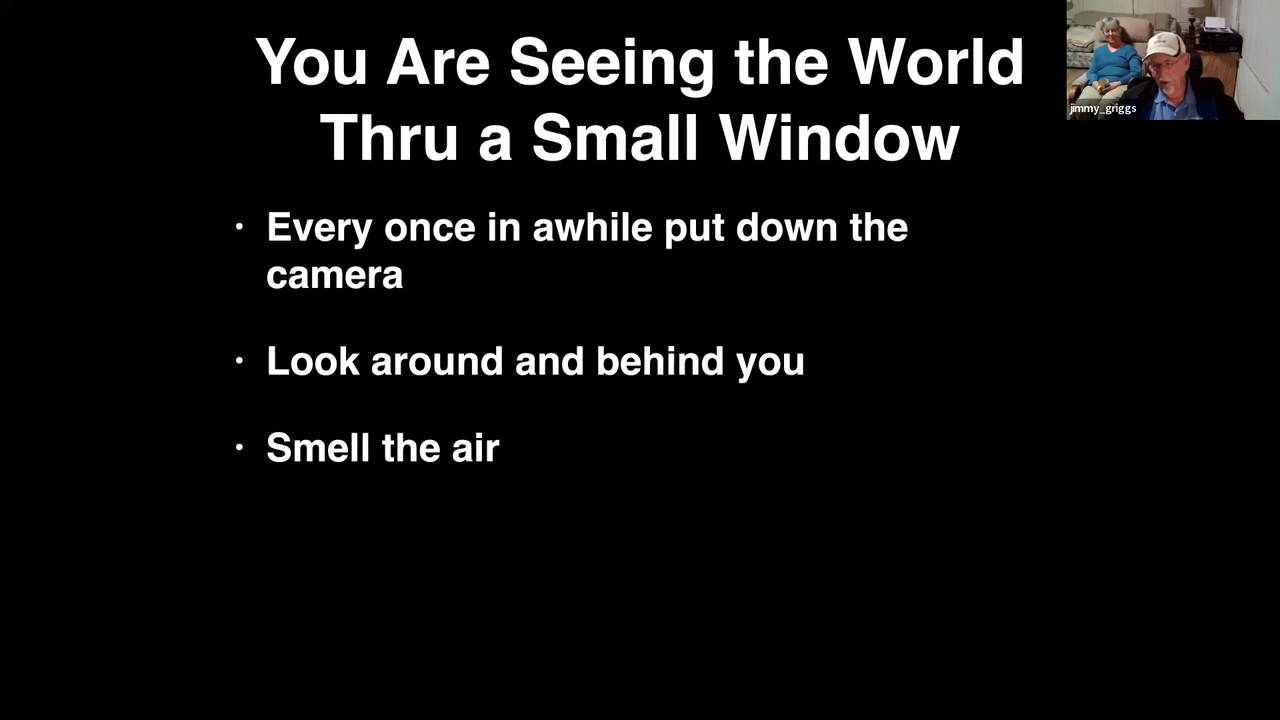 You Are Seeing the World
Thru a Small Window
• Every once in awhile put down the
camera
• Look around and behind you
• Smell the air
jimmy_griggs